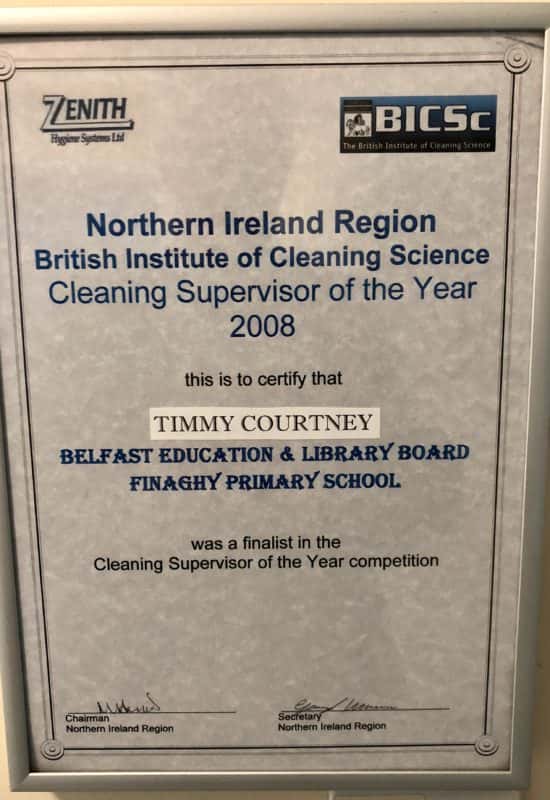 ZENITH
Hygiene Systems Ltd
BICSc
The British Institute of Cleaning Science
Northern Ireland Region
British Institute of Cleaning Science
Cleaning Supervisor of the Year
2008
this is to certify that
TIMMY COURTNEY
BELFAST EDUCATION & LIBRARY BOARD
FINAGHY PRIMARY SCHOOL
was a finalist in the
Cleaning Supervisor of the Year competition
Chairman
Northern Ireland Region
Secretary
Northern Ireland Region